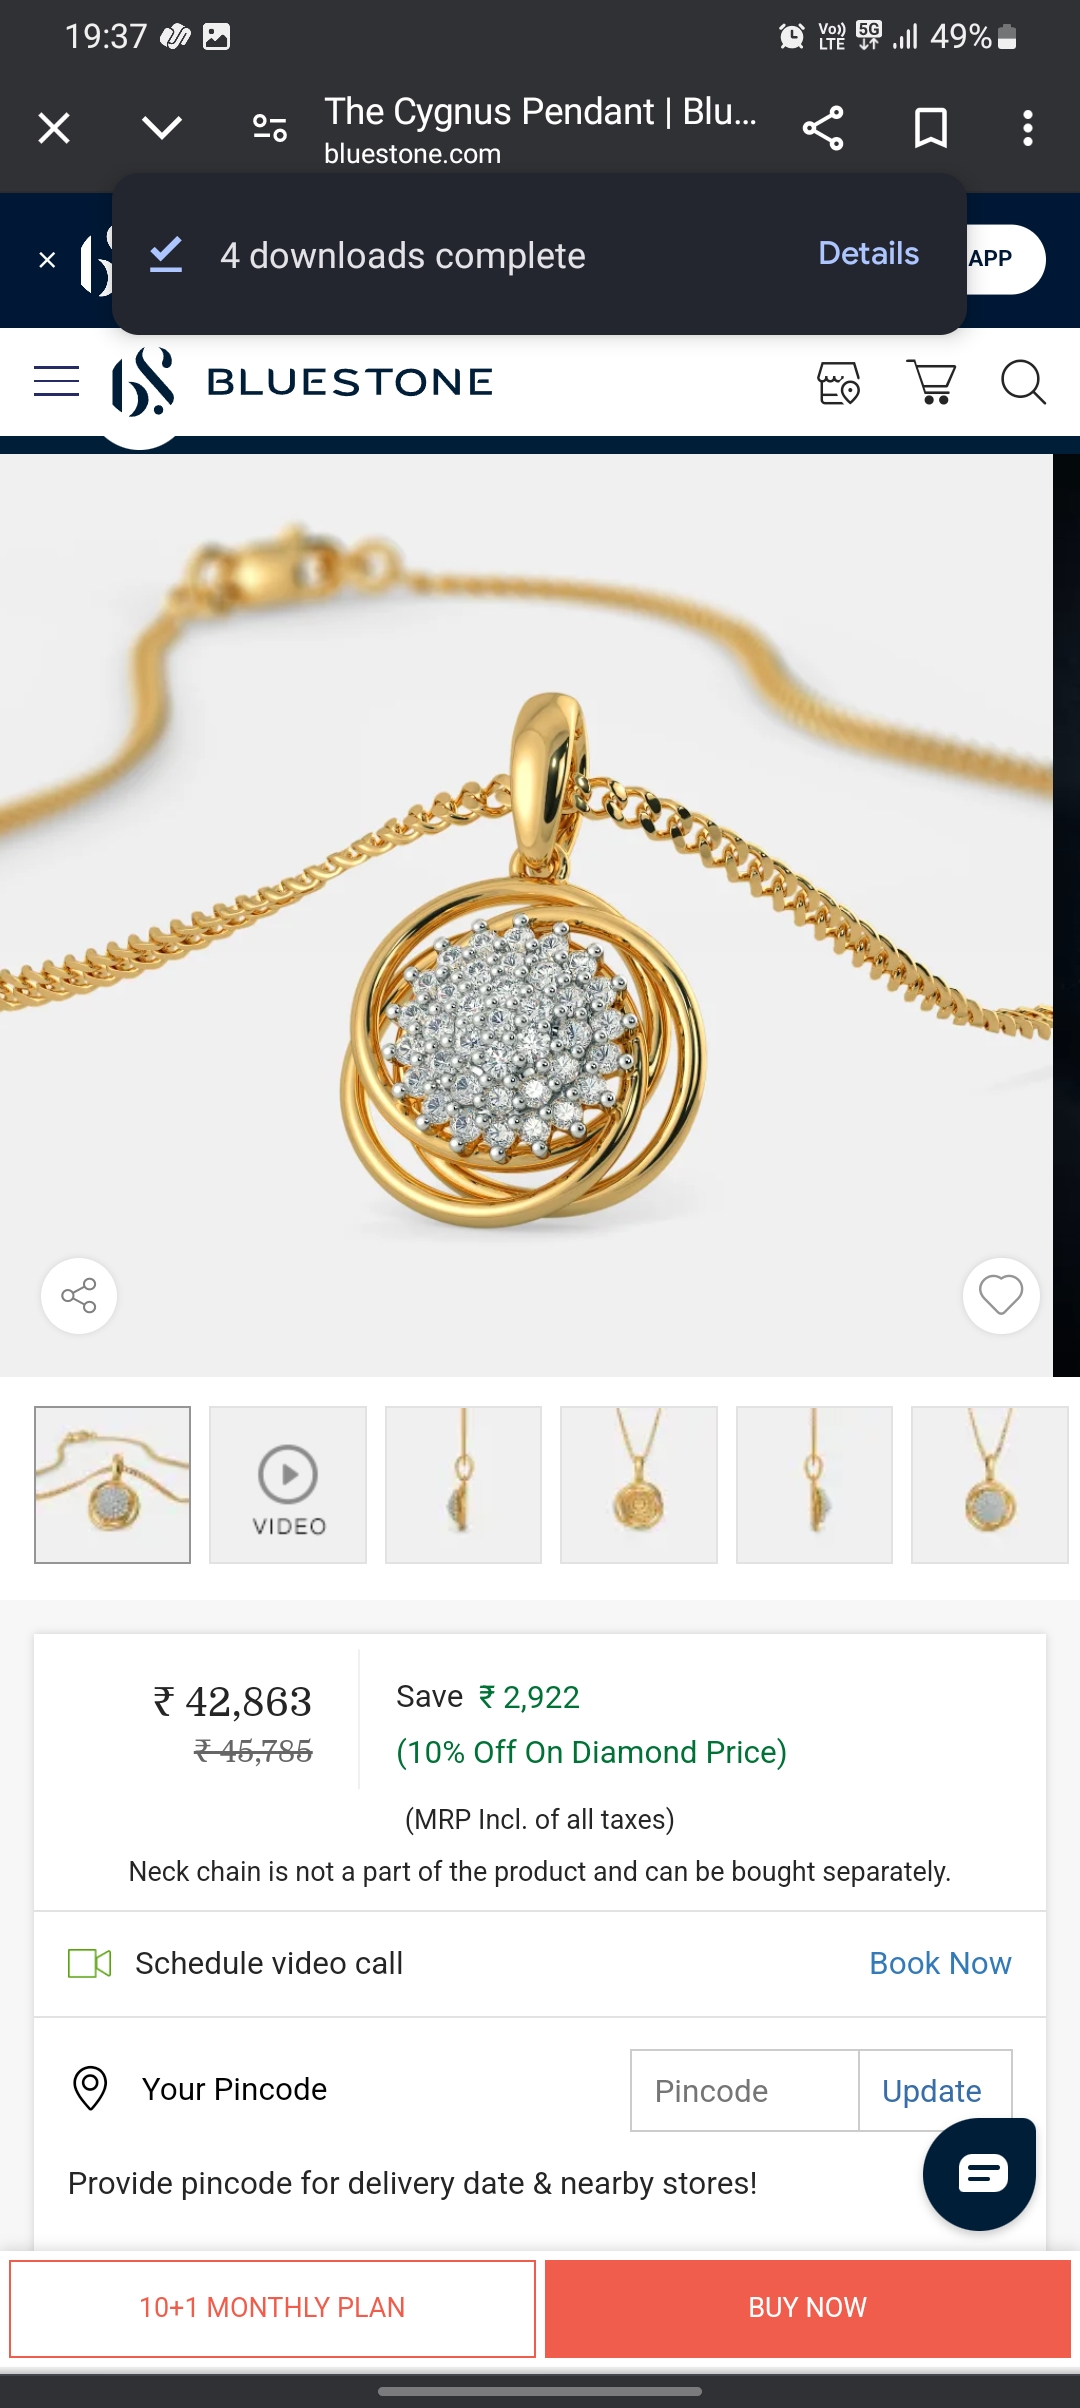 19:37
Vo)) LTE 5G 49%
The Cygnus Pendant | Blu...
bluestone.com
4 downloads complete
Details
APP
BLUESTONE
VIDEO
₹ 42,863
₹ 45,785
Save ₹ 2,922
(10% Off On Diamond Price)
(MRP Incl. of all taxes)
Neck chain is not a part of the product and can be bought separately.
Schedule video call
Book Now
Your Pincode
Pincode
Update
Provide pincode for delivery date & nearby stores!
10+1 MONTHLY PLAN
BUY NOW